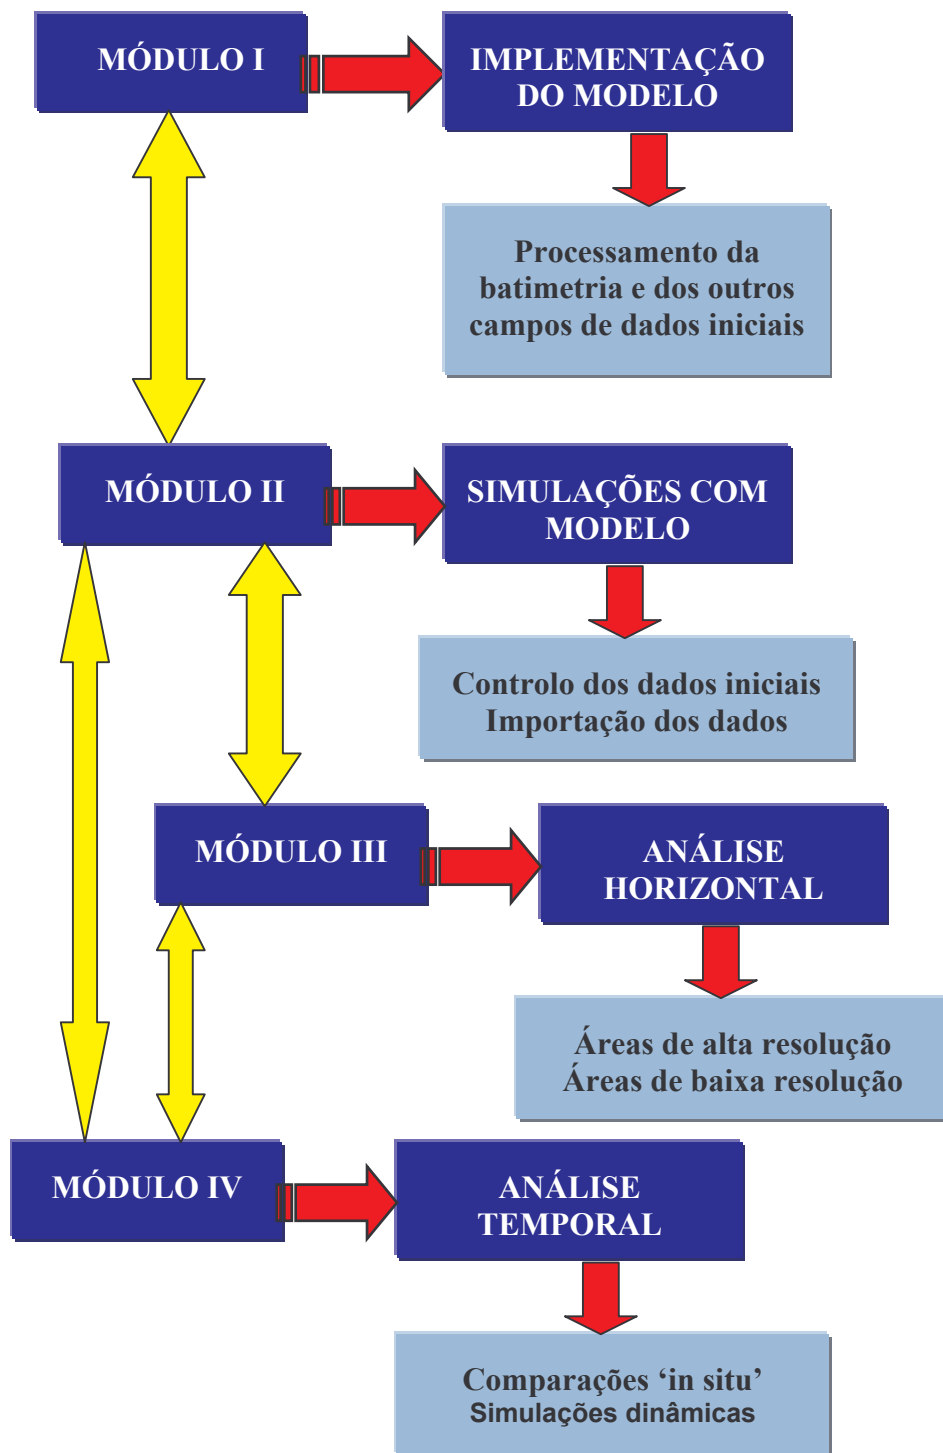 MÓDULO I
IMPLEMENTAÇÃO
DO MODELO
Processamento da
batimetria e dos outros
campos de dados iniciais
MÓDULO II
SIMULAÇÕES COM
MODELO
Controlo dos dados iniciais
Importação dos dados
MÓDULO III
ANÁLISE
HORIZONTAL
Áreas de alta resolução
Áreas de baixa resolução
MÓDULO IV
ANÁLISE
TEMPORAL
Comparações ‘in situ’
Simulações dinâmicas